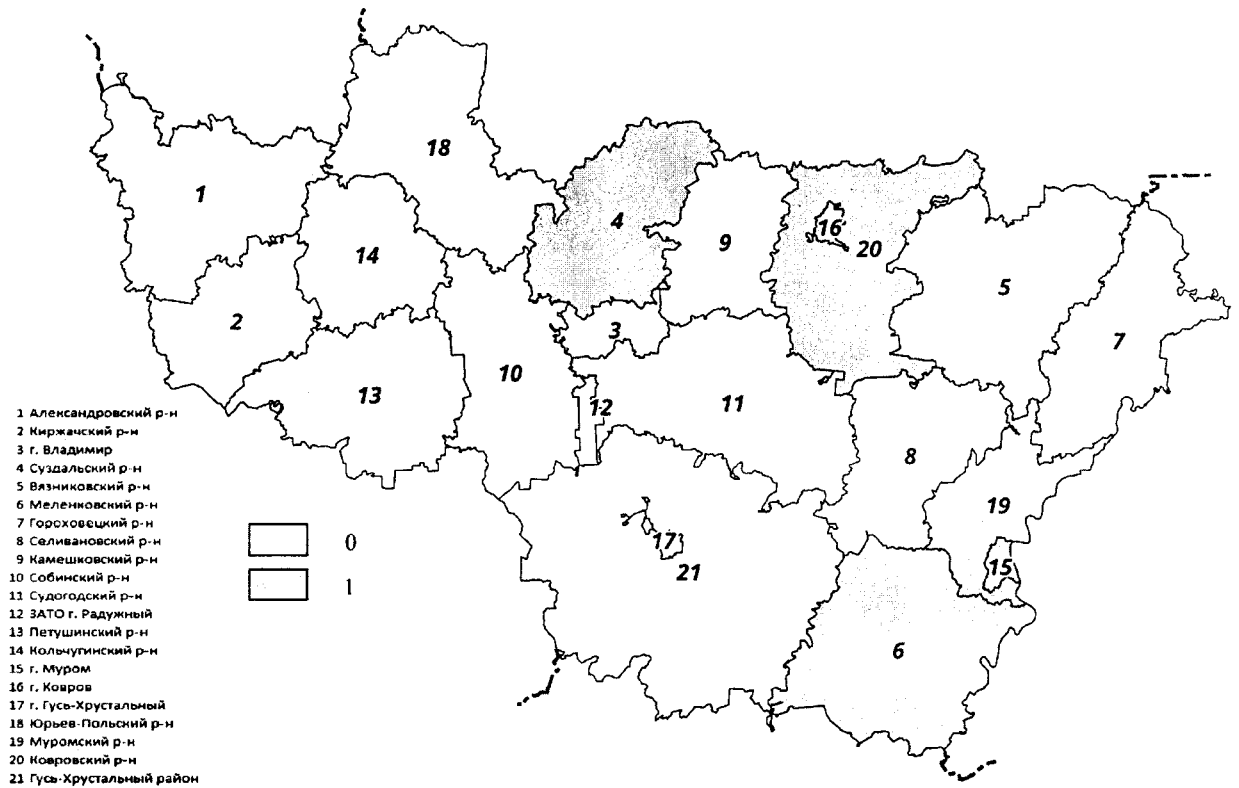 18
1
4
16
14
9
20
5
2
3
7
10
13
12
11
8
19
17
21
15
6
1 Александровский р-н
2 Киржачский р-н
3 г. Владимир
4 Суздальский р-н
5 Вязниковский р-н
6 Меленковский р-н
7 Гороховецкий р-н
8 Селивановский р-н
9 Камешковский р-н
10 Собинский р-н
11 Судогодский р-н
12 ЗАТО г. Радужный
13 Петушинский р-н
14 Кольчугинский р-н
15 г. Муром
16 г. Ковров
17 г. Гусь-Хрустальный
18 Юрьев-Польский р-н
19 Муромский р-н
20 Ковровский р-н
21 Гусь-Хрустальный район
0
1